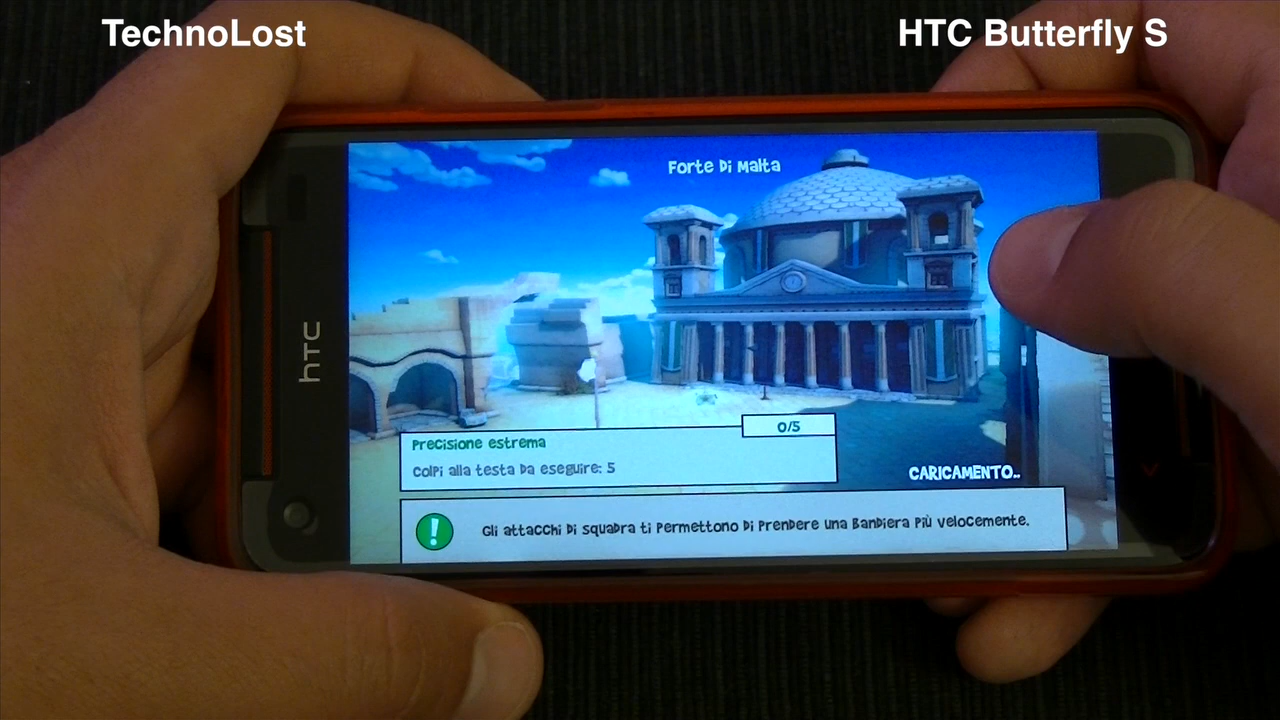 TechnoLost
HTC Butterfly S
hTC
Forte Di Malta
0/5
Precisione estrema
Colpi alla testa da eseguire: 5
CARICAMENTO..
!
Gli attacchi di squadra ti permettono di prendere una bandiera più velocemente.